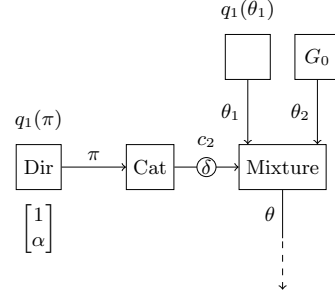 q₁(θ₁)
G₀
θ₁
θ₂
q₁(π)
c₂
Dir
π
Cat
δ
Mixture
[1
α]
θ